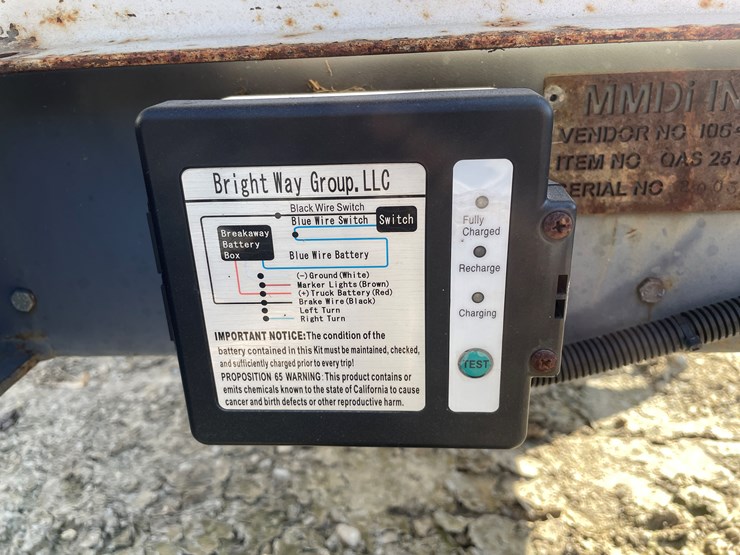 Bright Way Group.LLC
Black Wire Switch
Blue Wire Switch
Switch
Breakaway
Battery
Box
Blue Wire Battery
(-) Ground (White)
Marker Lights (Brown)
(+) Truck Battery (Red)
Brake Wire (Black)
Left Turn
Right Turn
IMPORTANT NOTICE: The condition of the
battery contained in this Kit must be maintained, checked,
and sufficiently charged prior to every trip!
PROPOSITION 65 WARNING: This product contains or
emits chemicals known to the state of California to cause
cancer and birth defects or other reproductive harm.
Fully
Charged
Recharge
Charging
TEST
MMDi
VENDOR NO 106
ITEM NO QAS 25
SERIAL NO